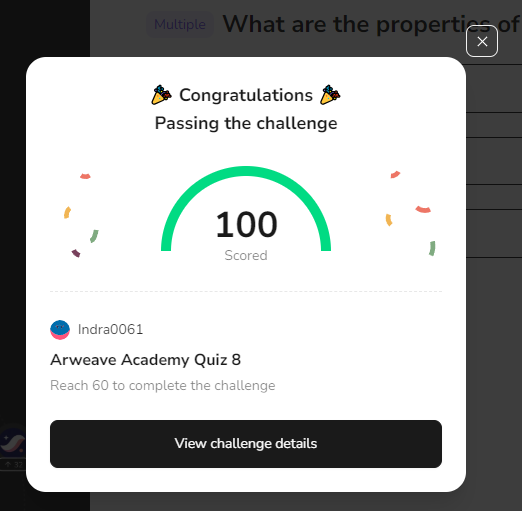 Multiple What are the properties of
Congratulations
Passing the challenge
100
Scored
Indra0061
Arweave Academy Quiz 8
Reach 60 to complete the challenge
View challenge details